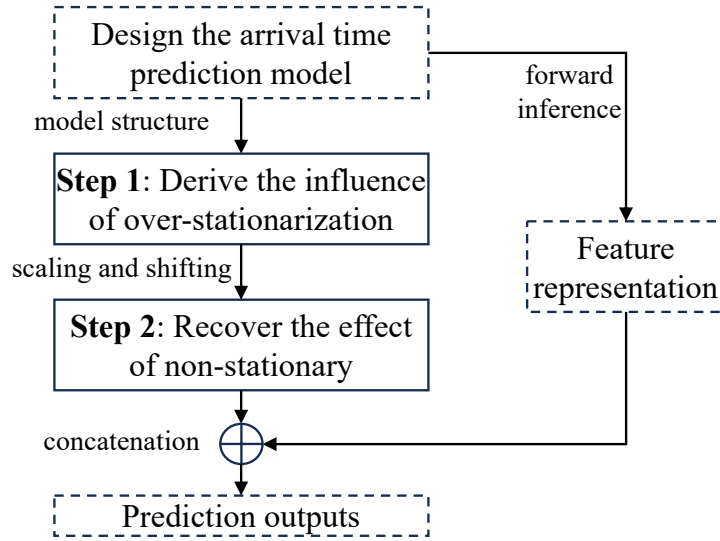 Design the arrival time
prediction model
forward
inference
model structure
Step 1: Derive the influence
of over-stationarization
scaling and shifting
Feature
representation
Step 2: Recover the effect
of non-stationary
concatenation
Prediction outputs